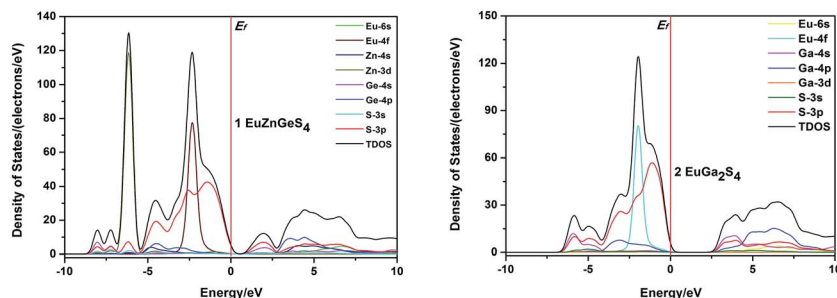 Density of States/(electrons/eV)
140
120
100
80
60
40
20
0
-10
-5
0
5
10
Energy/eV
Ef
1 EuZnGeS4
Eu-6s
Eu-4f
Zn-4s
Zn-3d
Ge-4s
Ge-4p
S-3s
S-3p
TDOS
Density of States/(electrons/eV)
150
120
90
60
30
0
-10
-5
0
5
10
Energy/eV
Ef
2 EuGa2S4
Eu-6s
Eu-4f
Ga-4s
Ga-4p
Ga-3d
S-3s
S-3p
TDOS